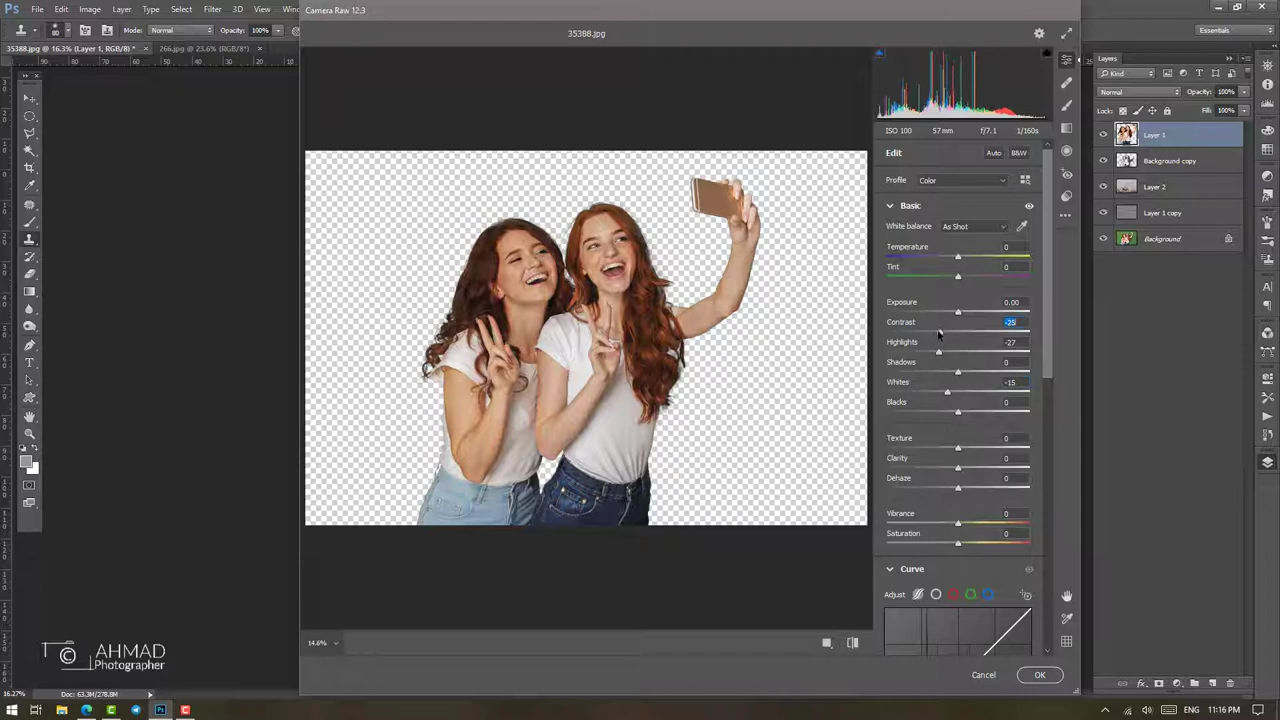 Camera Raw 12.3
Ps File Edit Image Layer Type Select Filter 3D View
Mode: Normal Opacity: 100%
Essentials
35388.jpg @ 16.3% (Layer 1, RGB/8*) * × 266.jpg @ 23.6% (RGB/8*) ×
35388.jpg
ISO 100 57 mm f/7.1 1/160s
Edit Auto B&W
Profile Color
Basic
White balance As Shot
Temperature 0
Tint 0
Exposure 0.00
Contrast -25
Highlights -27
Shadows 0
Whites -15
Blacks 0
Texture 0
Clarity 0
Dehaze 0
Vibrance 0
Saturation 0
Curve
Adjust
14.6%
Cancel OK
Layers
Kind
Normal Opacity: 100%
Lock: Fill: 100%
Layer 1
Background copy
Layer 2
Layer 1 copy
Background
© AHMAD
Photographer
16.27% Doc: 63.3M/278.8M
11:16 PM